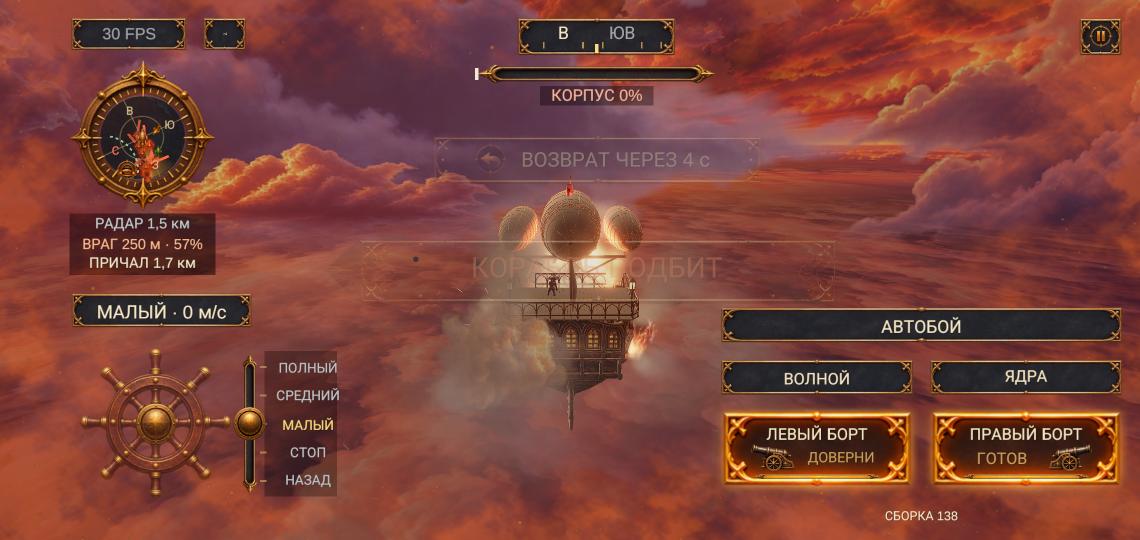 30 FPS
В ЮВ
КОРПУС 0%
В
Ю
С
ВОЗВРАТ ЧЕРЕЗ 4 с
РАДАР 1,5 км
ВРАГ 250 м · 57%
ПРИЧАЛ 1,7 км
МАЛЫЙ · 0 м/с
ПОЛНЫЙ
СРЕДНИЙ
МАЛЫЙ
СТОП
НАЗАД
АВТОБОЙ
ВОЛНОЙ
ЯДРА
ЛЕВЫЙ БОРТ
ДОВЕРНИ
ПРАВЫЙ БОРТ
ГОТОВ
СБОРКА 138